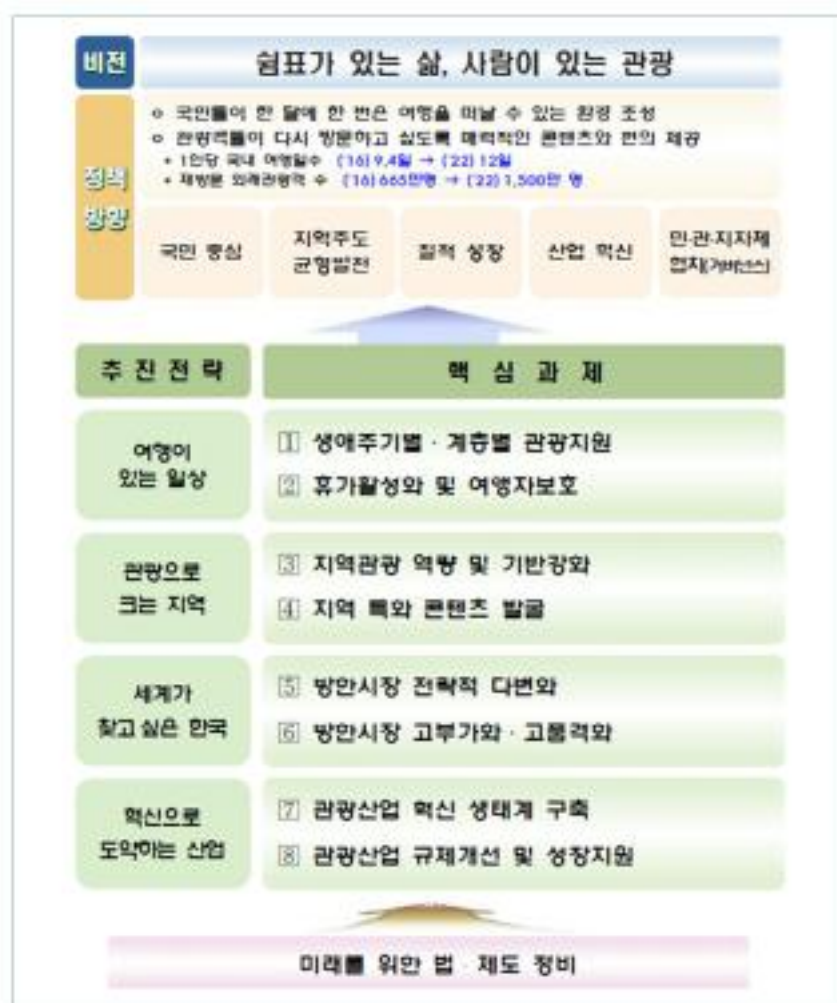 비전
쉼표가 있는 삶, 사람이 있는 관광
정책
방향
○ 국민들이 한 달에 한 번은 여행을 떠날 수 있는 환경 조성
○ 관광객들이 다시 방문하고 싶도록 매력적인 콘텐츠와 편의 제공
* 1인당 국내 여행일수 ('16) 9.4일 → ('22) 12일
* 재방문 외래관광객 수 ('16) 665만명 → ('22) 1,500만 명
국민 중심
지역주도
균형발전
질적 성장
산업 혁신
민·관·지자체
협치(거버넌스)
추 진 전 략
핵 심 과 제
여행이
있는 일상
1 생애주기별 · 계층별 관광지원
2 휴가활성화 및 여행자보호
관광으로
크는 지역
3 지역관광 역량 및 기반강화
4 지역 특화 콘텐츠 발굴
세계가
찾고 싶은 한국
5 방한시장 전략적 다변화
6 방한시장 고부가화 · 고품격화
혁신으로
도약하는 산업
7 관광산업 혁신 생태계 구축
8 관광산업 규제개선 및 성장지원
미래를 위한 법 · 제도 정비